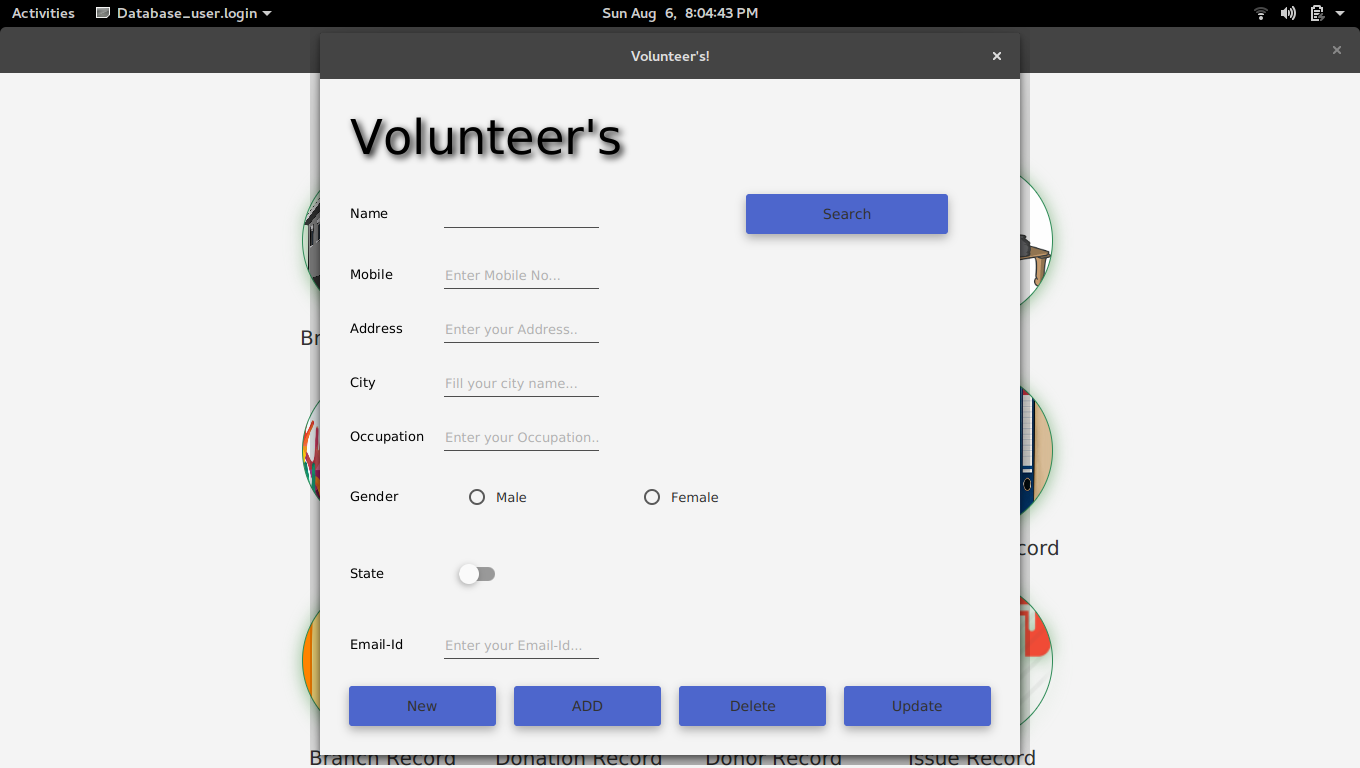 Activities Database_user.login Sun Aug 6, 8:04:43 PM
Volunteer's!
Volunteer's
Name Search
Mobile Enter Mobile No...
Address Enter your Address..
Br
City Fill your city name...
Occupation Enter your Occupation..
Gender Male Female
cord
State
Email-Id Enter your Email-Id...
New ADD Delete Update
Branch Record Donation Record Donor Record Issue Record